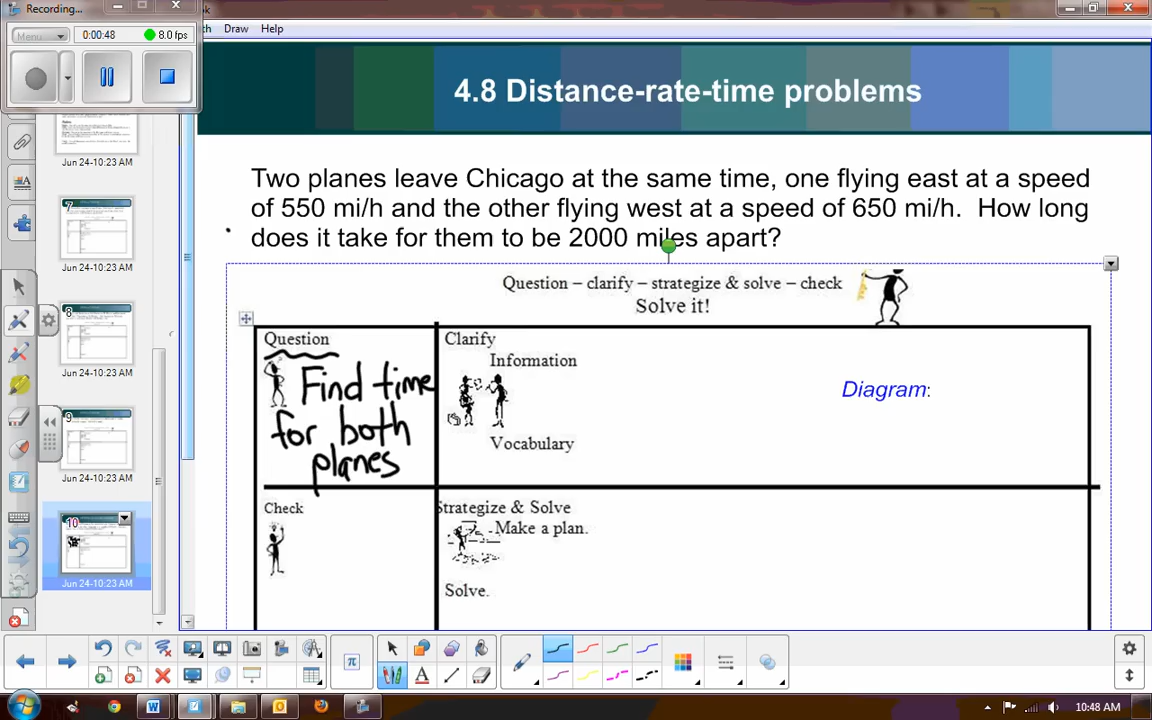 Recording...
Menu
0:00:48
8.0 fps
Draw Help
4.8 Distance-rate-time problems
Two planes leave Chicago at the same time, one flying east at a speed
of 550 mi/h and the other flying west at a speed of 650 mi/h. How long
does it take for them to be 2000 miles apart?
Question – clarify – strategize & solve – check
Solve it!
Question
Find time
for both
planes
Clarify
Information
Vocabulary
Diagram:
Check
Strategize & Solve
Make a plan.
Solve.
Jun 24-10:23 AM
7
Jun 24-10:23 AM
8
Jun 24-10:23 AM
9
Jun 24-10:23 AM
10
Jun 24-10:23 AM
10:48 AM